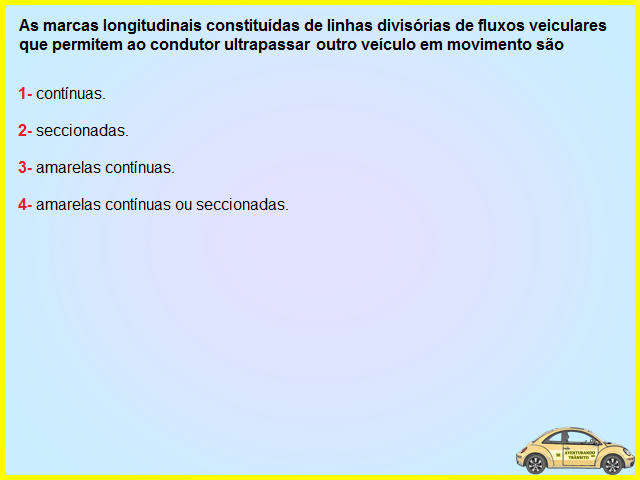 As marcas longitudinais constituídas de linhas divisórias de fluxos veiculares
que permitem ao condutor ultrapassar outro veículo em movimento são
1- contínuas.
2- seccionadas.
3- amarelas contínuas.
4- amarelas contínuas ou seccionadas.
AVENTURANDO
TRÂNSITO